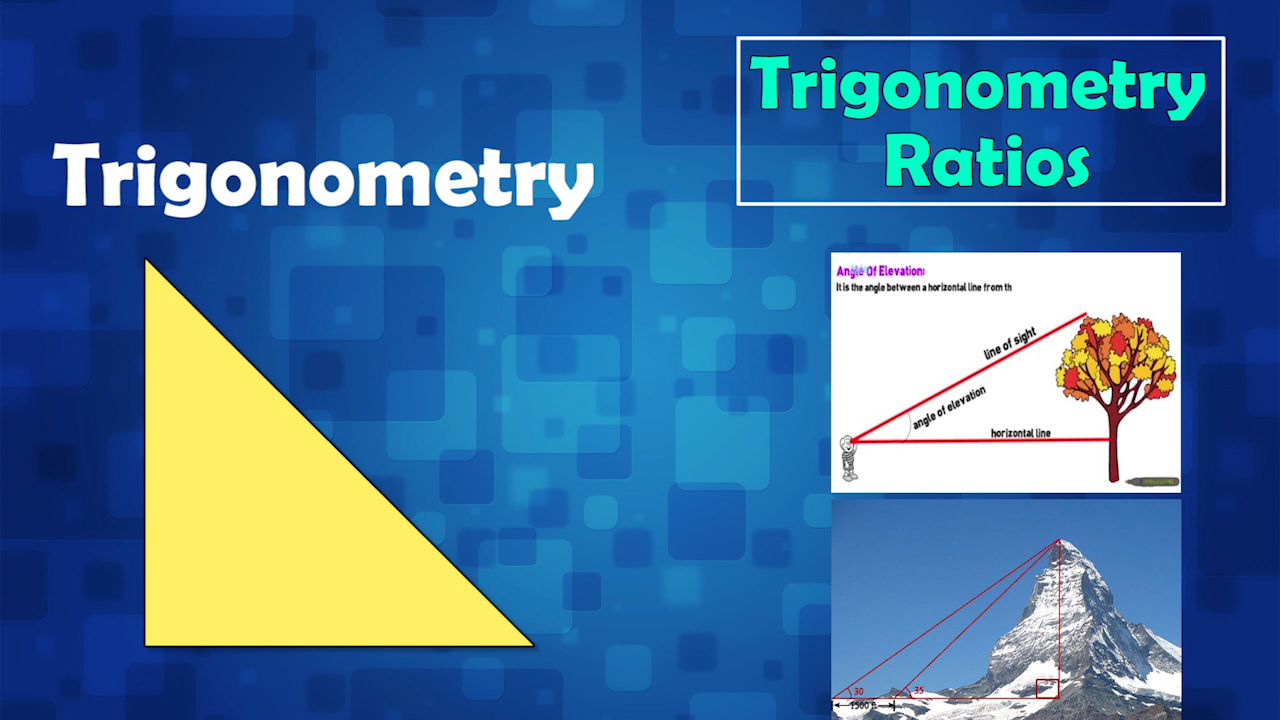 Trigonometry
Trigonometry
Ratios
Angle Of Elevation:
It is the angle between a horizontal line from th
line of sight
angle of elevation
horizontal line
30
35
1500 ft